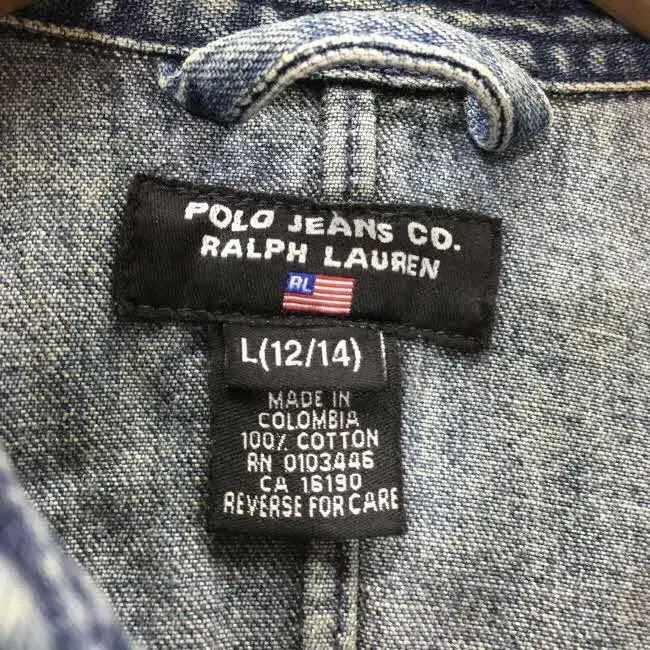 POLO JEANS CO.
RALPH LAUREN
RL
L(12/14)
MADE IN
COLOMBIA
100% COTTON
RN 0103446
CA 16190
REVERSE FOR CARE